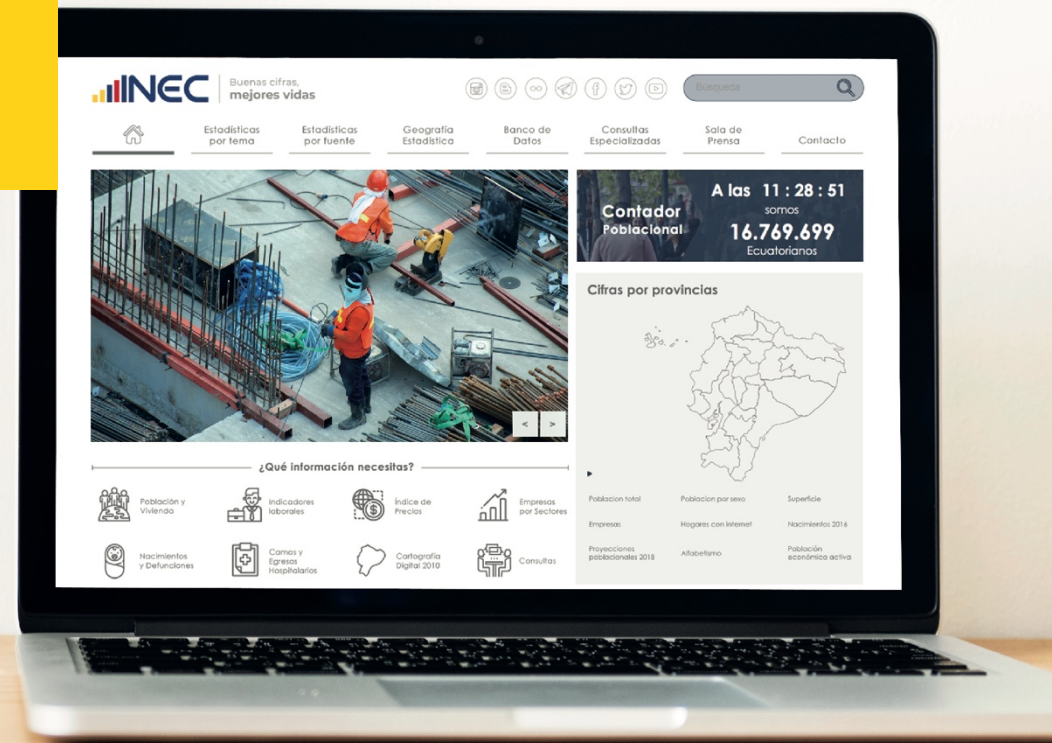 INEC
Buenas cifras,
mejores vidas
Búsqueda
Estadísticas
por tema
Estadísticas
por fuente
Geografía
Estadística
Banco de
Datos
Consultas
Especializadas
Sala de
Prensa
Contacto
Contador
Poblacional
A las 11 : 28 : 51
somos
16.769.699
Ecuatorianos
Cifras por provincias
< >
¿Qué información necesitas?
Población y
Vivienda
Indicadores
laborales
Índice de
Precios
Empresas
por Sectores
Nacimientos
y Defunciones
Camas y
Egresos
Hospitalarios
Cartografía
Digital 2010
Consultas
Poblacion total
Poblacion por sexo
Superficie
Empresas
Hogares con internet
Nacimientos 2016
Proyecciones
poblacionales 2018
Alfabetismo
Población
económica activa